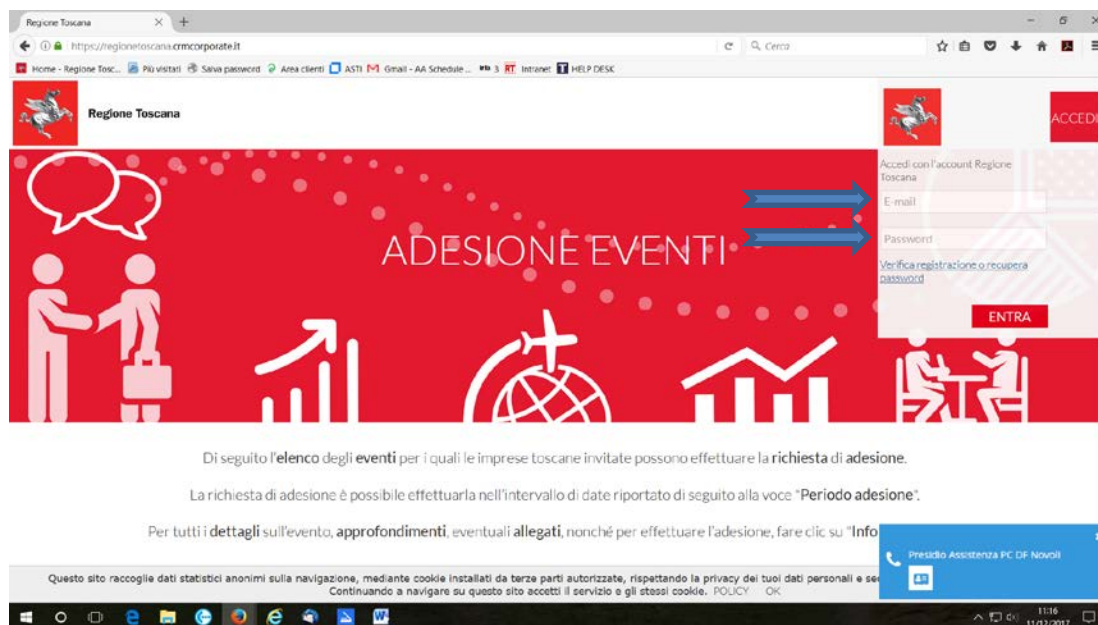 Regione Toscana
https://regionetoscana.crmcorporate.it
Cerca
Home - Regione Tosc...
Più visitati
Salva password
Area clienti
ASTI
Gmail - AA Schedule ...
3
Intranet
HELP DESK
Regione Toscana
ACCEDI
Accedi con l'account Regione
Toscana
E-mail
Password
Verifica registrazione o recupera
password
ENTRA
ADESIONE EVENTI
Di seguito l'elenco degli eventi per i quali le imprese toscane invitate possono effettuare la richiesta di adesione.
La richiesta di adesione è possibile effettuarla nell'intervallo di date riportato di seguito alla voce "Periodo adesione".
Per tutti i dettagli sull'evento, approfondimenti, eventuali allegati, nonché per effettuare l'adesione, fare clic su "Info
Presidio Assistenza PC DF Novoli
Questo sito raccoglie dati statistici anonimi sulla navigazione, mediante cookie installati da terze parti autorizzate, rispettando la privacy dei tuoi dati personali e se
Continuando a navigare su questo sito accetti il servizio e gli stessi cookie. POLICY OK
11:16
11/12/2017